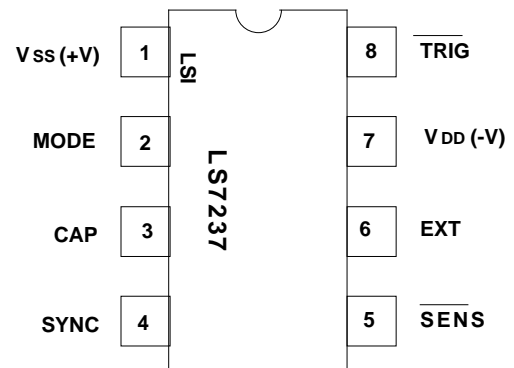 V SS (+V) 1
MODE 2
CAP 3
SYNC 4
LSI
LS7237
8 TRIG
7 V DD (-V)
6 EXT
5 SENS